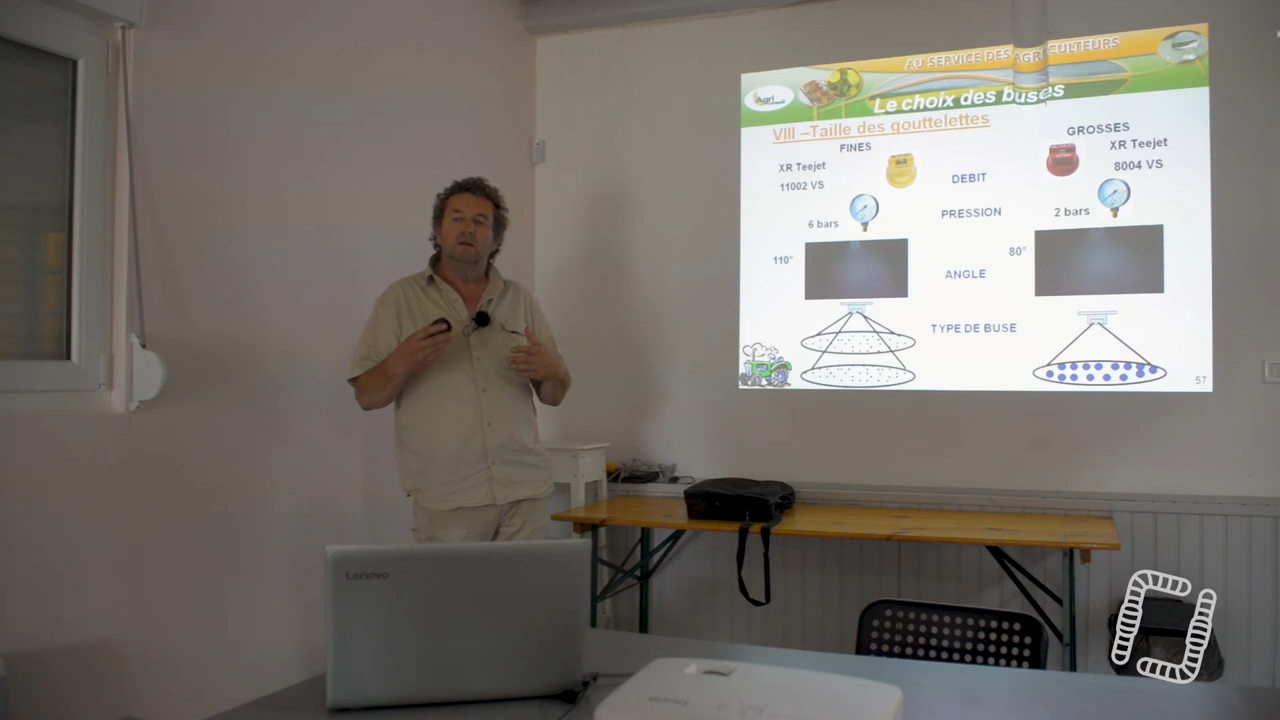 AU SERVICE DES AGRICULTEURS
Agri
Le choix des buses
VIII –Taille des gouttelettes
FINES
GROSSES
XR Teejet
11002 VS
XR Teejet
8004 VS
DEBIT
6 bars
PRESSION
2 bars
110°
ANGLE
80°
TYPE DE BUSE
57
Lenovo